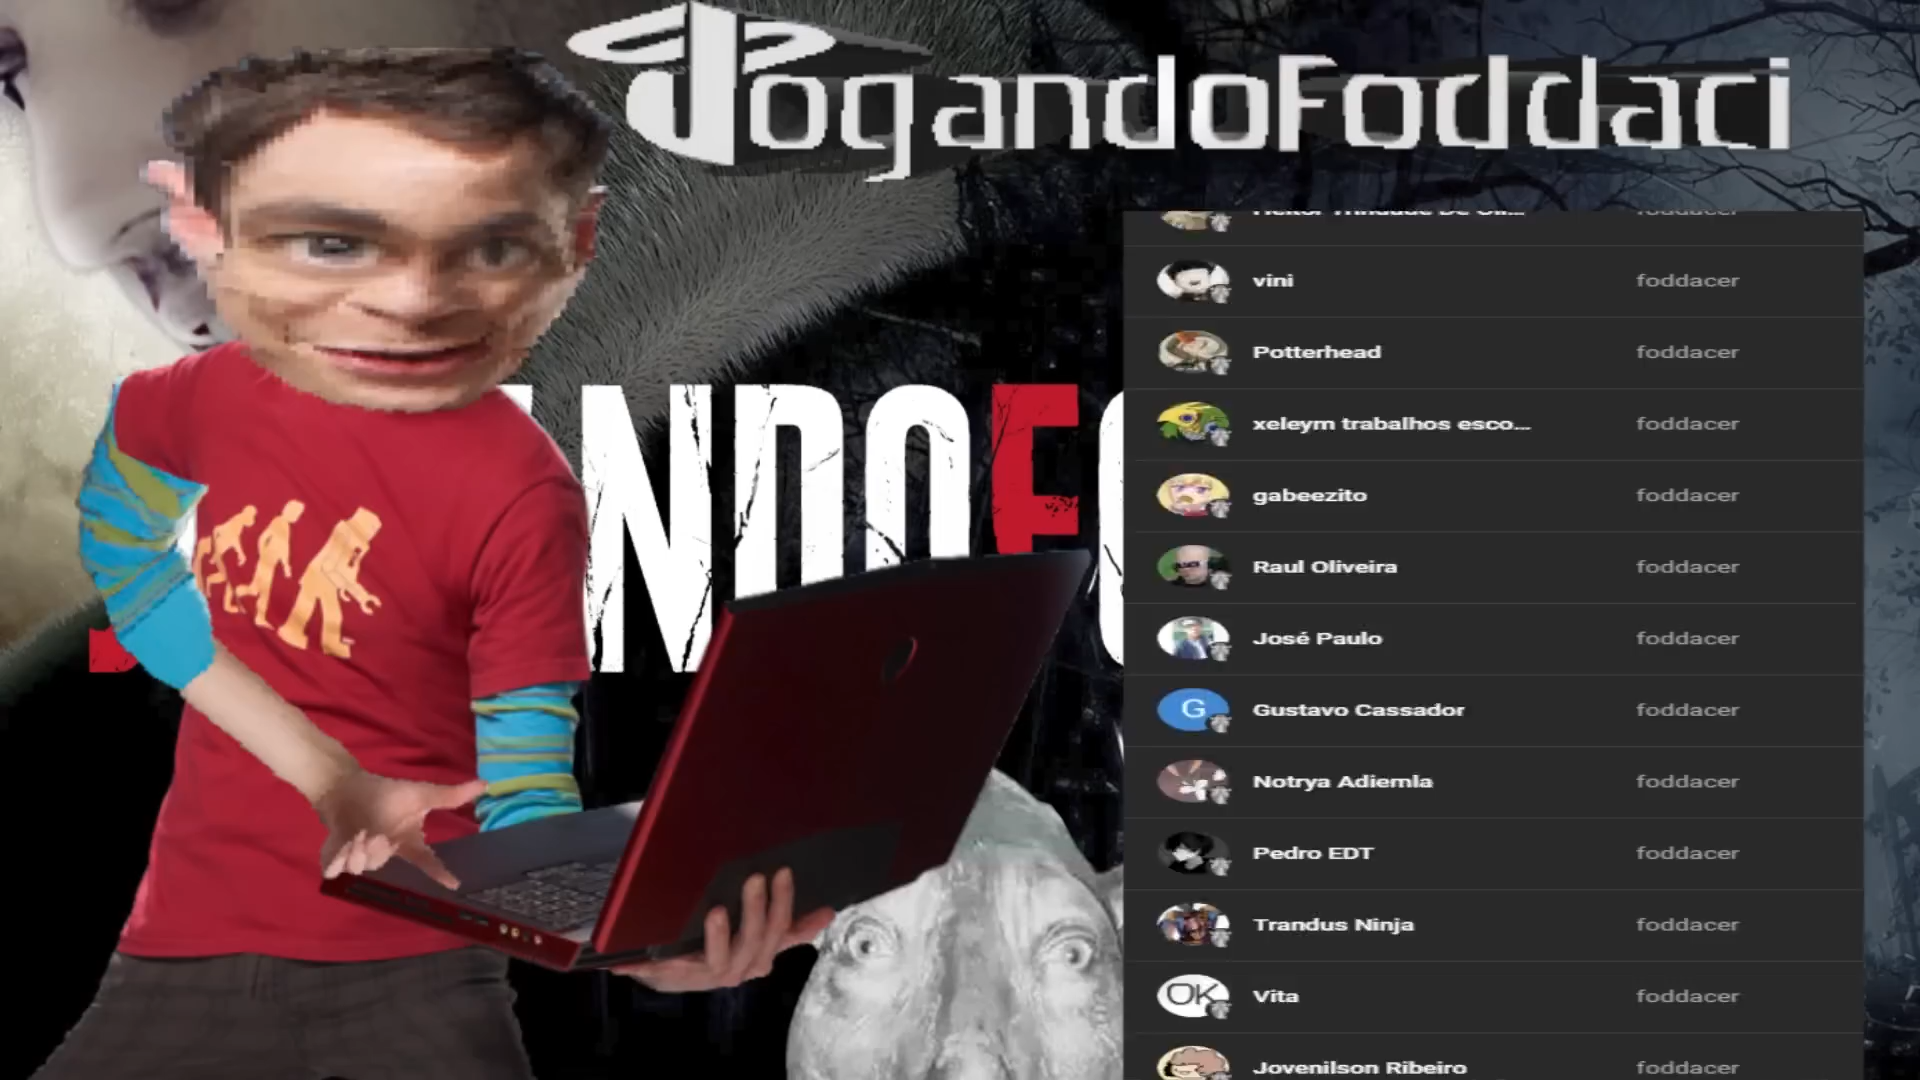 JogandoFoddaci
NDOF
vini foddacer
Potterhead foddacer
xeleym trabalhos esco... foddacer
gabeezito foddacer
Raul Oliveira foddacer
José Paulo foddacer
G Gustavo Cassador foddacer
Notrya Adiemla foddacer
Pedro EDT foddacer
Trandus Ninja foddacer
OK Vita foddacer
Jovenilson Ribeiro foddacer